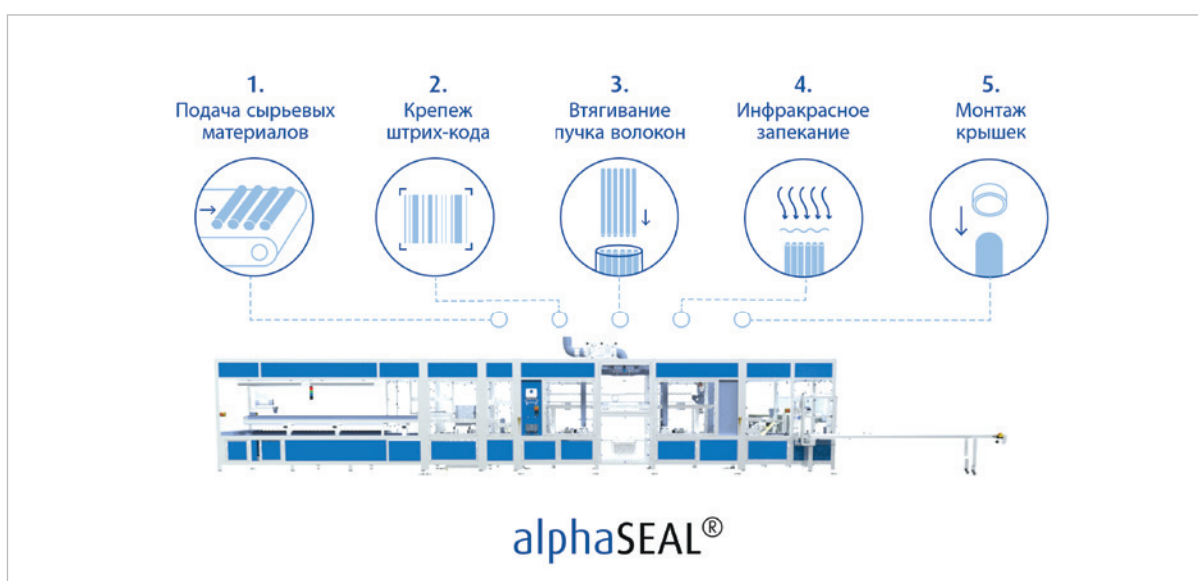 1.
Подача сырьевых
материалов
2.
Крепеж
штрих-кода
3.
Втягивание
пучка волокон
4.
Инфракрасное
запекание
5.
Монтаж
крышек
alphaSEAL®